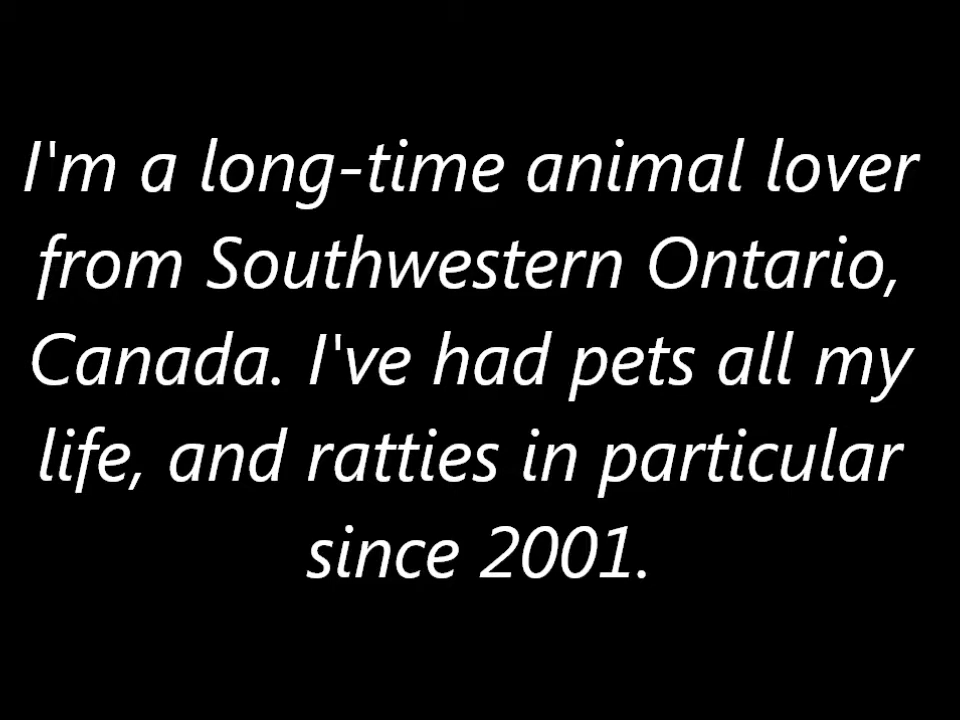 I'm a long-time animal lover
from Southwestern Ontario,
Canada. I've had pets all my
life, and ratties in particular
since 2001.